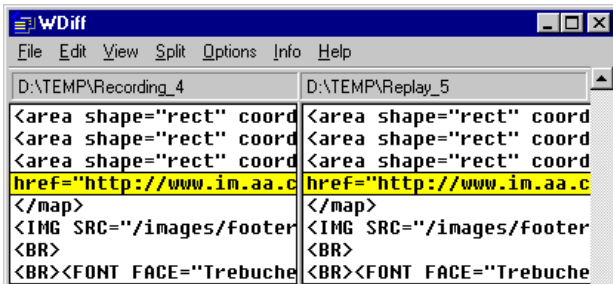 WDiff
File Edit View Split Options Info Help
D:\TEMP\Recording_4 D:\TEMP\Replay_5
<area shape="rect" coord <area shape="rect" coord
<area shape="rect" coord <area shape="rect" coord
<area shape="rect" coord <area shape="rect" coord
href="http://www.im.aa.c href="http://www.im.aa.c
</map> </map>
<IMG SRC="/images/footer <IMG SRC="/images/footer
<BR> <BR>
<BR><FONT FACE="Trebuche <BR><FONT FACE="Trebuche